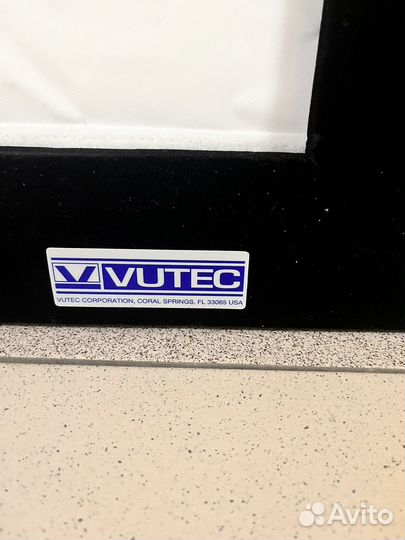 V VUTEC
VUTEC CORPORATION, CORAL SPRINGS, FL 33065 USA
Avito